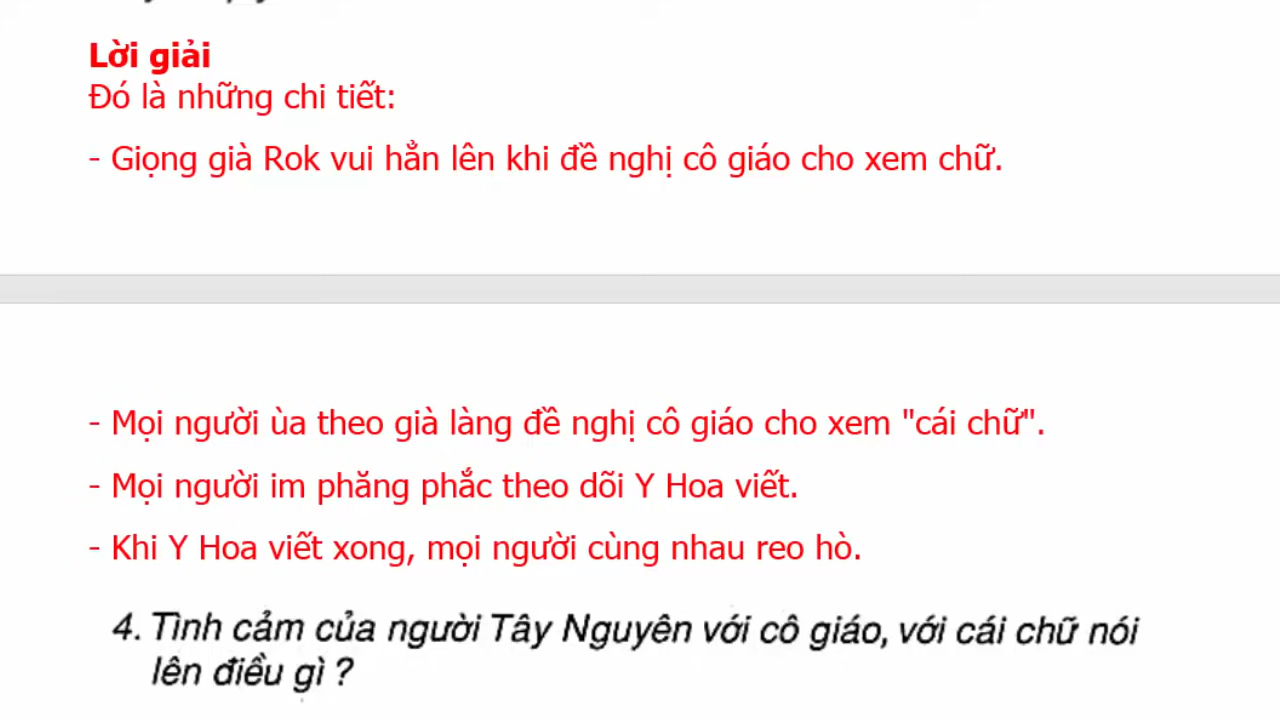 Lời giải
Đó là những chi tiết:
- Giọng già Rok vui hẳn lên khi đề nghị cô giáo cho xem chữ.
- Mọi người ùa theo già làng đề nghị cô giáo cho xem "cái chữ".
- Mọi người im phăng phắc theo dõi Y Hoa viết.
- Khi Y Hoa viết xong, mọi người cùng nhau reo hò.
4. Tình cảm của người Tây Nguyên với cô giáo, với cái chữ nói
lên điều gì ?